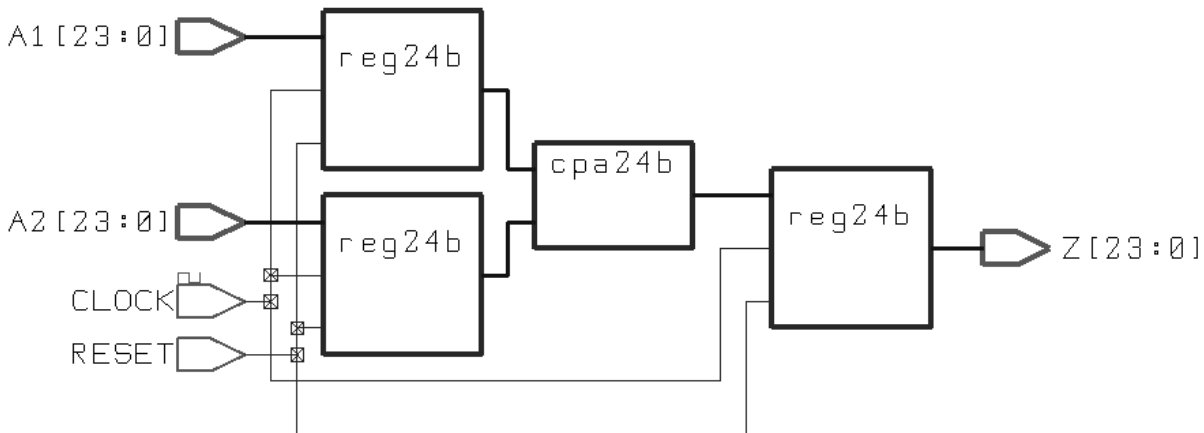 A1[23:0]
reg24b
cpa24b
A2[23:0]
reg24b
reg24b
Z[23:0]
CLOCK
RESET